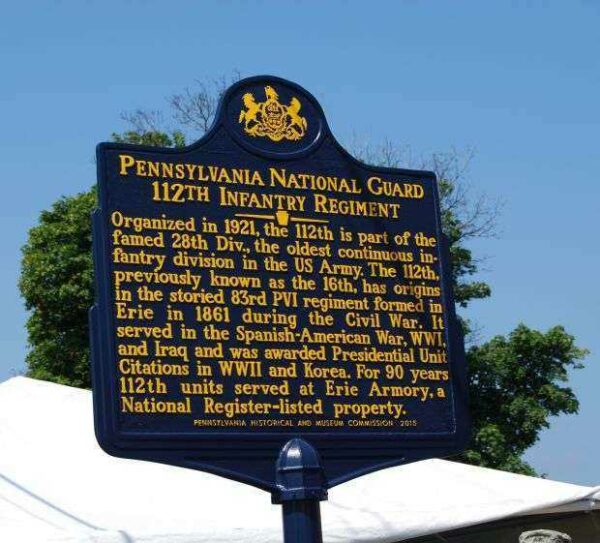 PENNSYLVANIA NATIONAL GUARD
112TH INFANTRY REGIMENT
Organized in 1921, the 112th is part of the
famed 28th Div., the oldest continuous in-
fantry division in the US Army. The 112th,
previously known as the 16th, has origins
in the storied 83rd PVI regiment formed in
Erie in 1861 during the Civil War. It
served in the Spanish-American War, WWI,
and Iraq and was awarded Presidential Unit
Citations in WWII and Korea. For 90 years
112th units served at Erie Armory, a
National Register-listed property.
PENNSYLVANIA HISTORICAL AND MUSEUM COMMISSION 2015